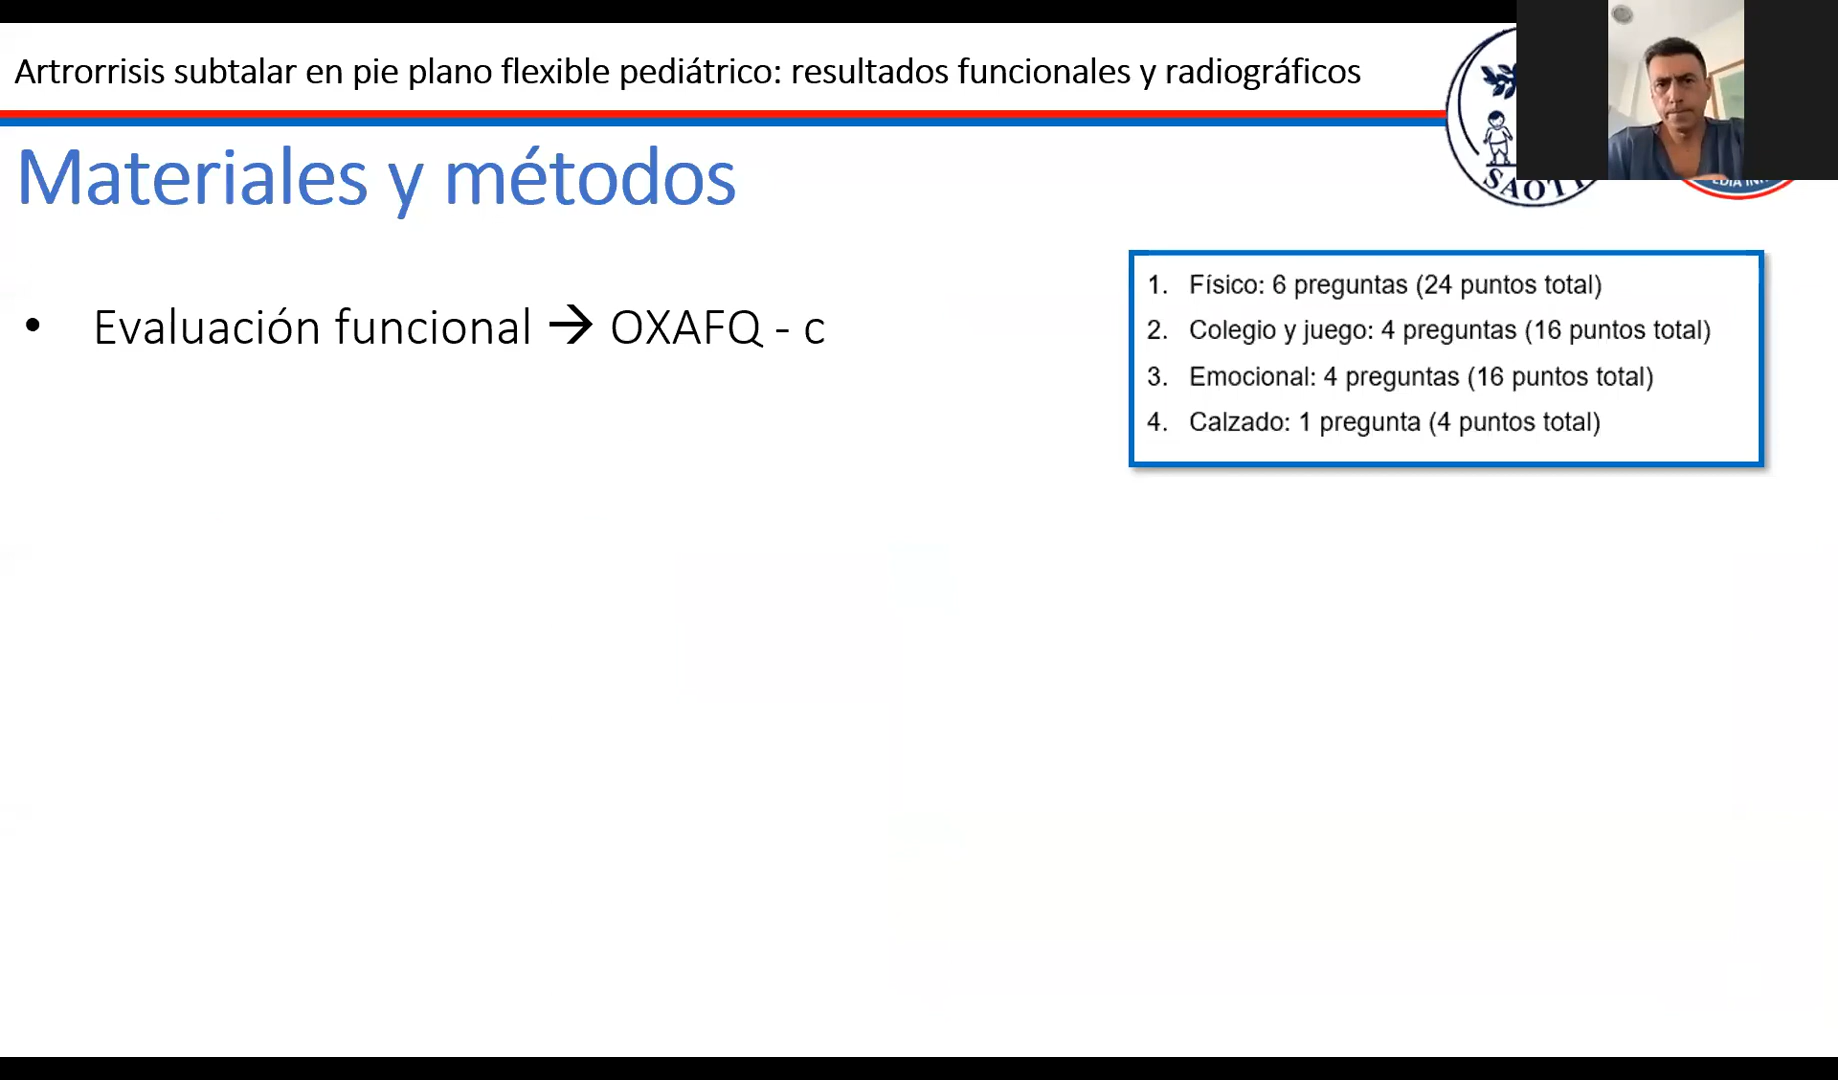 Artrorrisis subtalar en pie plano flexible pediátrico: resultados funcionales y radiográficos
Materiales y métodos
• Evaluación funcional → OXAFQ - c
1. Físico: 6 preguntas (24 puntos total)
2. Colegio y juego: 4 preguntas (16 puntos total)
3. Emocional: 4 preguntas (16 puntos total)
4. Calzado: 1 pregunta (4 puntos total)